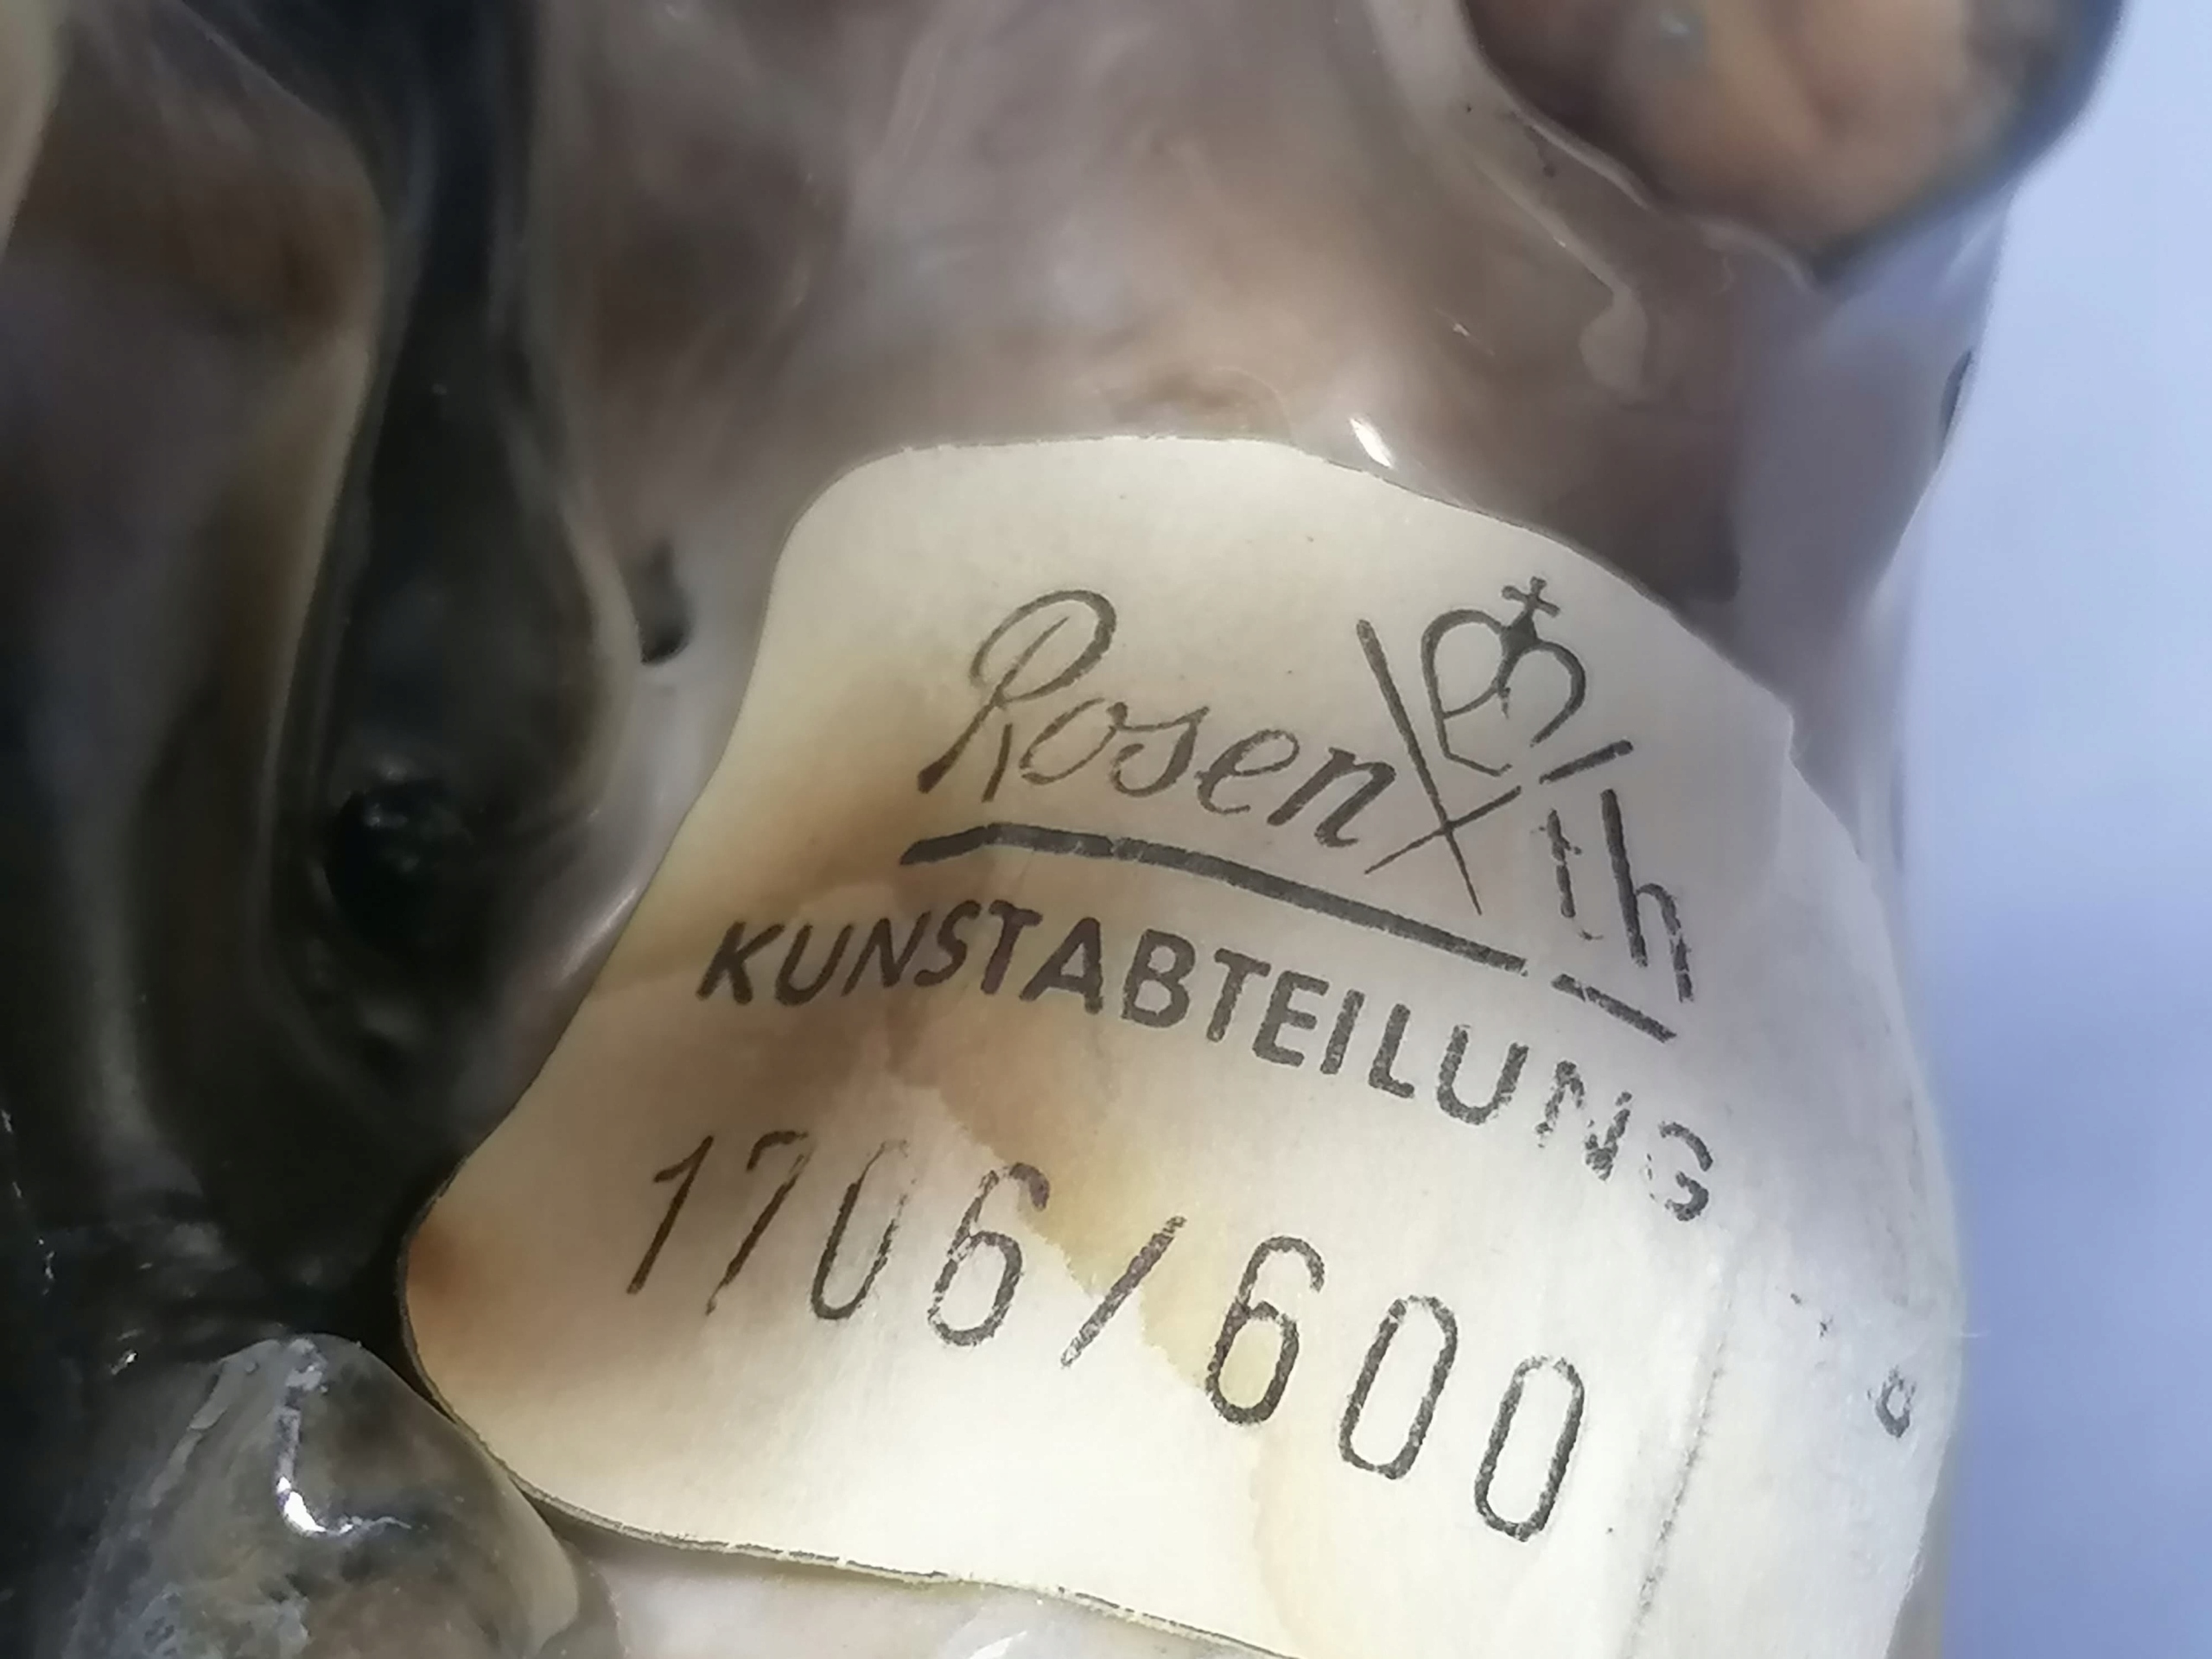 Rosenthal
KUNSTABTEILUNG
1706/600